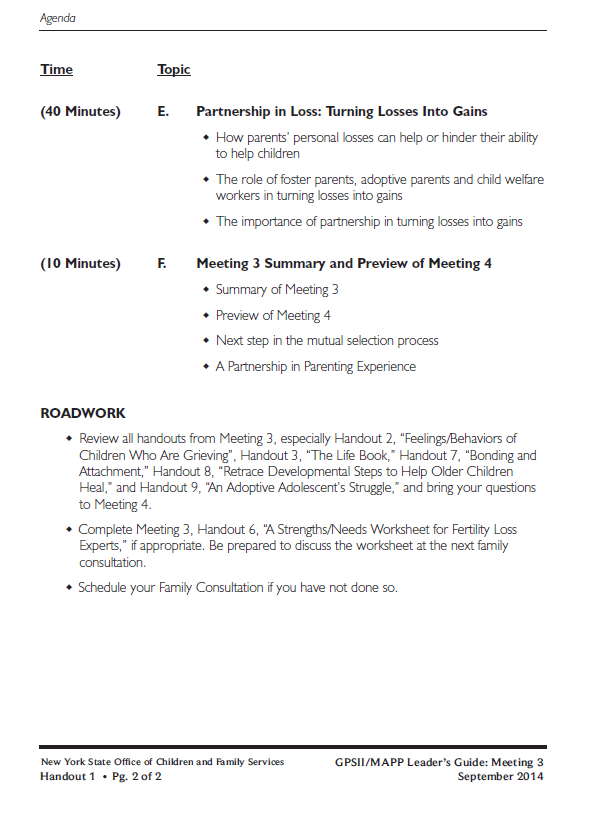 Agenda
Time Topic
(40 Minutes) E. Partnership in Loss: Turning Losses Into Gains
◆ How parents’ personal losses can help or hinder their ability
to help children
◆ The role of foster parents, adoptive parents and child welfare
workers in turning losses into gains
◆ The importance of partnership in turning losses into gains
(10 Minutes) F. Meeting 3 Summary and Preview of Meeting 4
◆ Summary of Meeting 3
◆ Preview of Meeting 4
◆ Next step in the mutual selection process
◆ A Partnership in Parenting Experience
ROADWORK
◆ Review all handouts from Meeting 3, especially Handout 2, “Feelings/Behaviors of
Children Who Are Grieving”, Handout 3, “The Life Book,” Handout 7, “Bonding and
Attachment,” Handout 8, “Retrace Developmental Steps to Help Older Children
Heal,” and Handout 9, “An Adoptive Adolescent’s Struggle,” and bring your questions
to Meeting 4.
◆ Complete Meeting 3, Handout 6, “A Strengths/Needs Worksheet for Fertility Loss
Experts,” if appropriate. Be prepared to discuss the worksheet at the next family
consultation.
◆ Schedule your Family Consultation if you have not done so.
New York State Office of Children and Family Services GPSII/MAPP Leader’s Guide: Meeting 3
Handout 1 • Pg. 2 of 2 September 2014